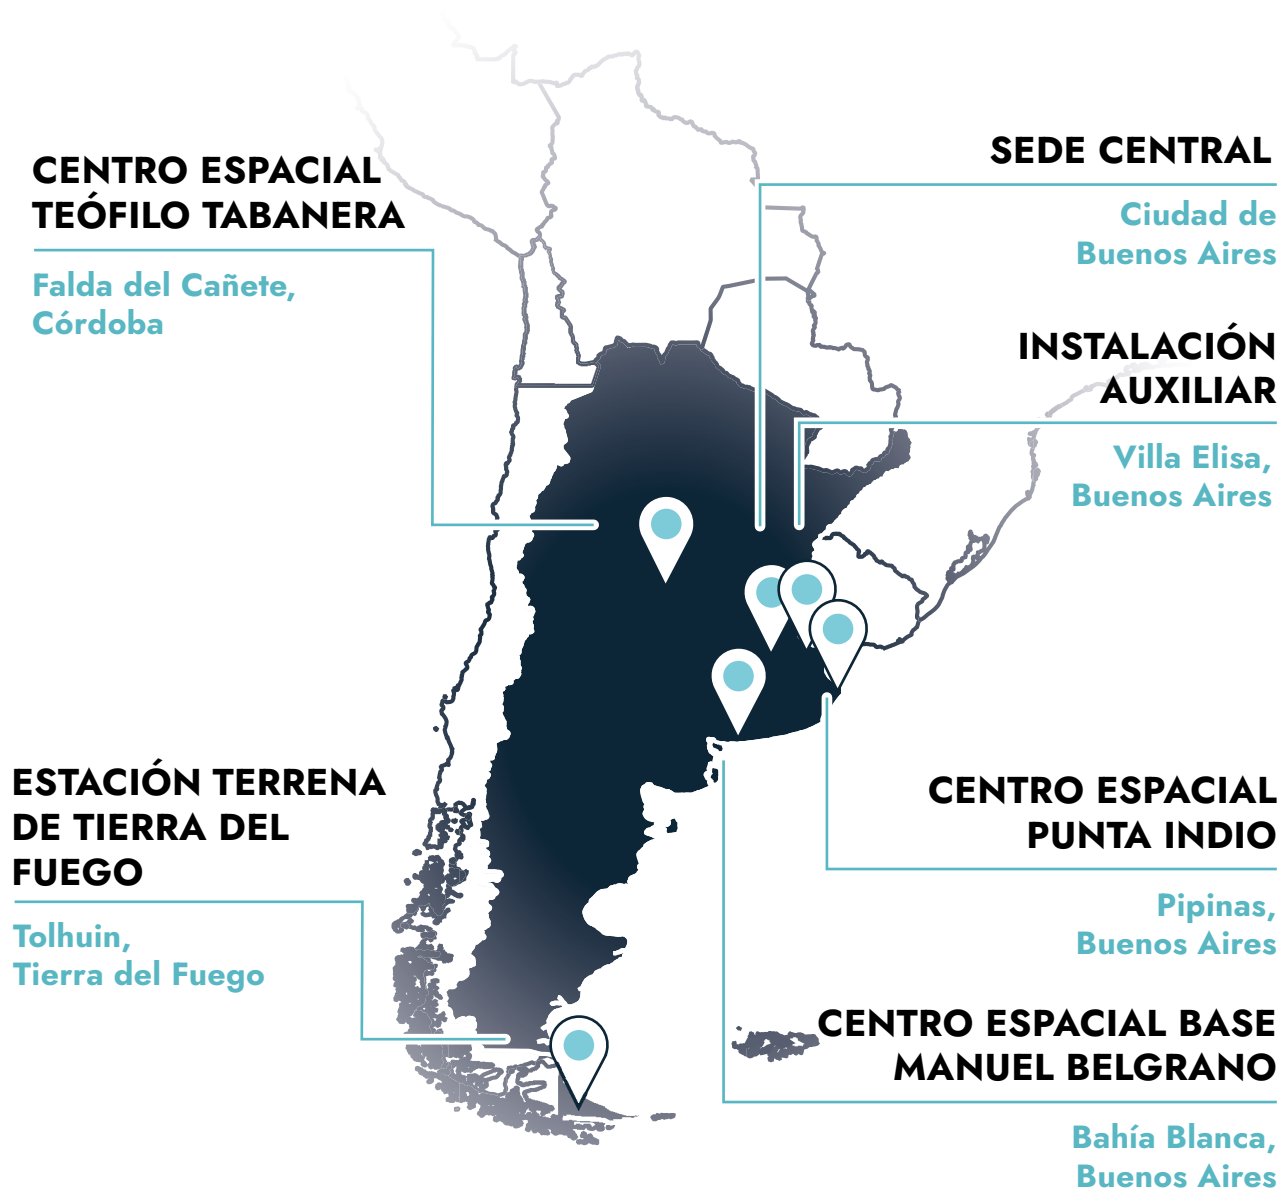 CENTRO ESPACIAL
TEÓFILO TABANERA
Falda del Cañete,
Córdoba
SEDE CENTRAL
Ciudad de
Buenos Aires
INSTALACIÓN
AUXILIAR
Villa Elisa,
Buenos Aires
ESTACIÓN TERRENA
DE TIERRA DEL
FUEGO
Tolhuin,
Tierra del Fuego
CENTRO ESPACIAL
PUNTA INDIO
Pipinas,
Buenos Aires
CENTRO ESPACIAL BASE
MANUEL BELGRANO
Bahía Blanca,
Buenos Aires